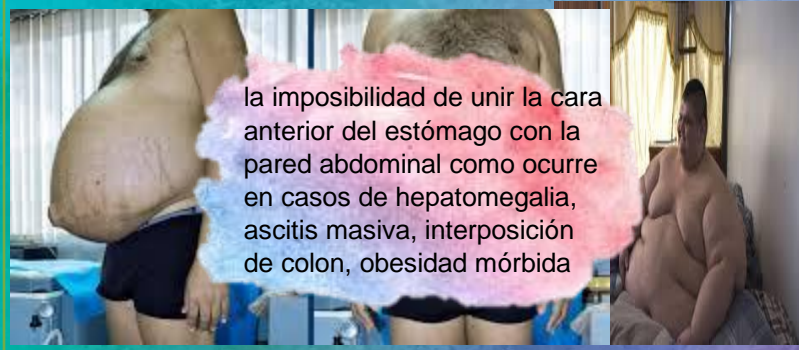 la imposibilidad de unir la cara
anterior del estómago con la
pared abdominal como ocurre
en casos de hepatomegalia,
ascitis masiva, interposición
de colon, obesidad mórbida